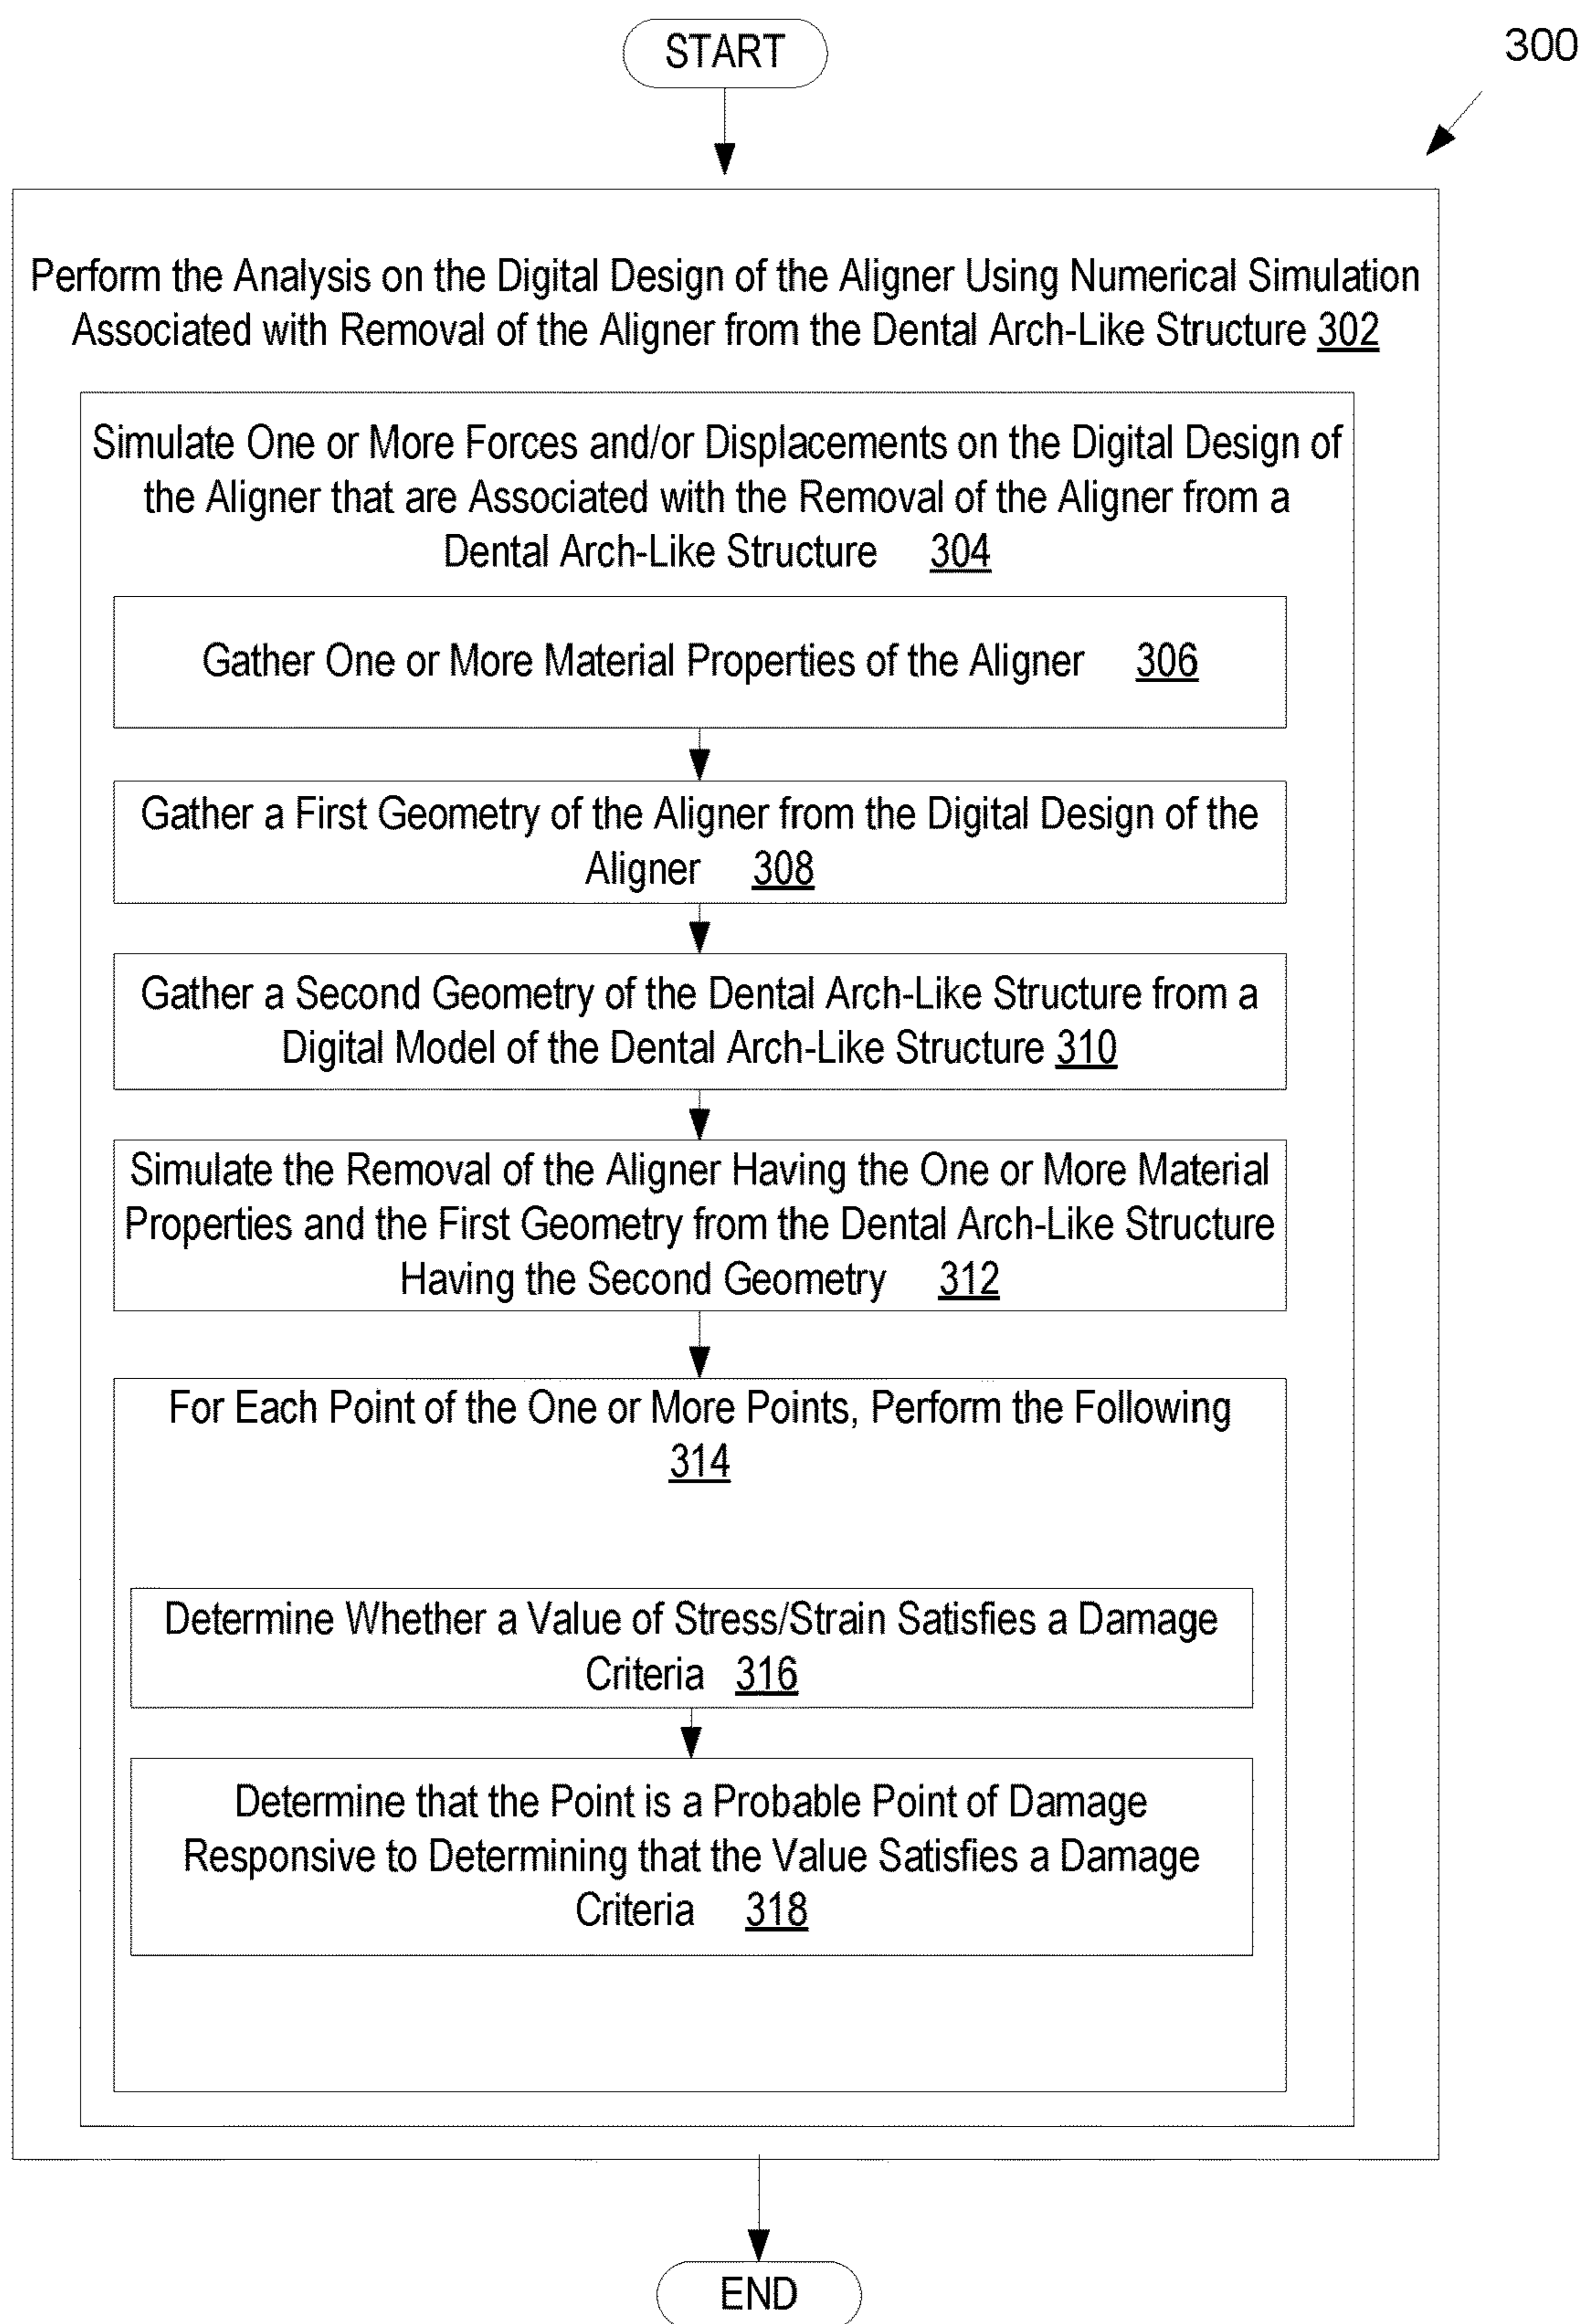 START
300
Perform the Analysis on the Digital Design of the Aligner Using Numerical Simulation
Associated with Removal of the Aligner from the Dental Arch-Like Structure 302
Simulate One or More Forces and/or Displacements on the Digital Design of
the Aligner that are Associated with the Removal of the Aligner from a
Dental Arch-Like Structure 304
Gather One or More Material Properties of the Aligner 306
Gather a First Geometry of the Aligner from the Digital Design of the
Aligner 308
Gather a Second Geometry of the Dental Arch-Like Structure from a
Digital Model of the Dental Arch-Like Structure 310
Simulate the Removal of the Aligner Having the One or More Material
Properties and the First Geometry from the Dental Arch-Like Structure
Having the Second Geometry 312
For Each Point of the One or More Points, Perform the Following
314
Determine Whether a Value of Stress/Strain Satisfies a Damage
Criteria 316
Determine that the Point is a Probable Point of Damage
Responsive to Determining that the Value Satisfies a Damage
Criteria 318
END